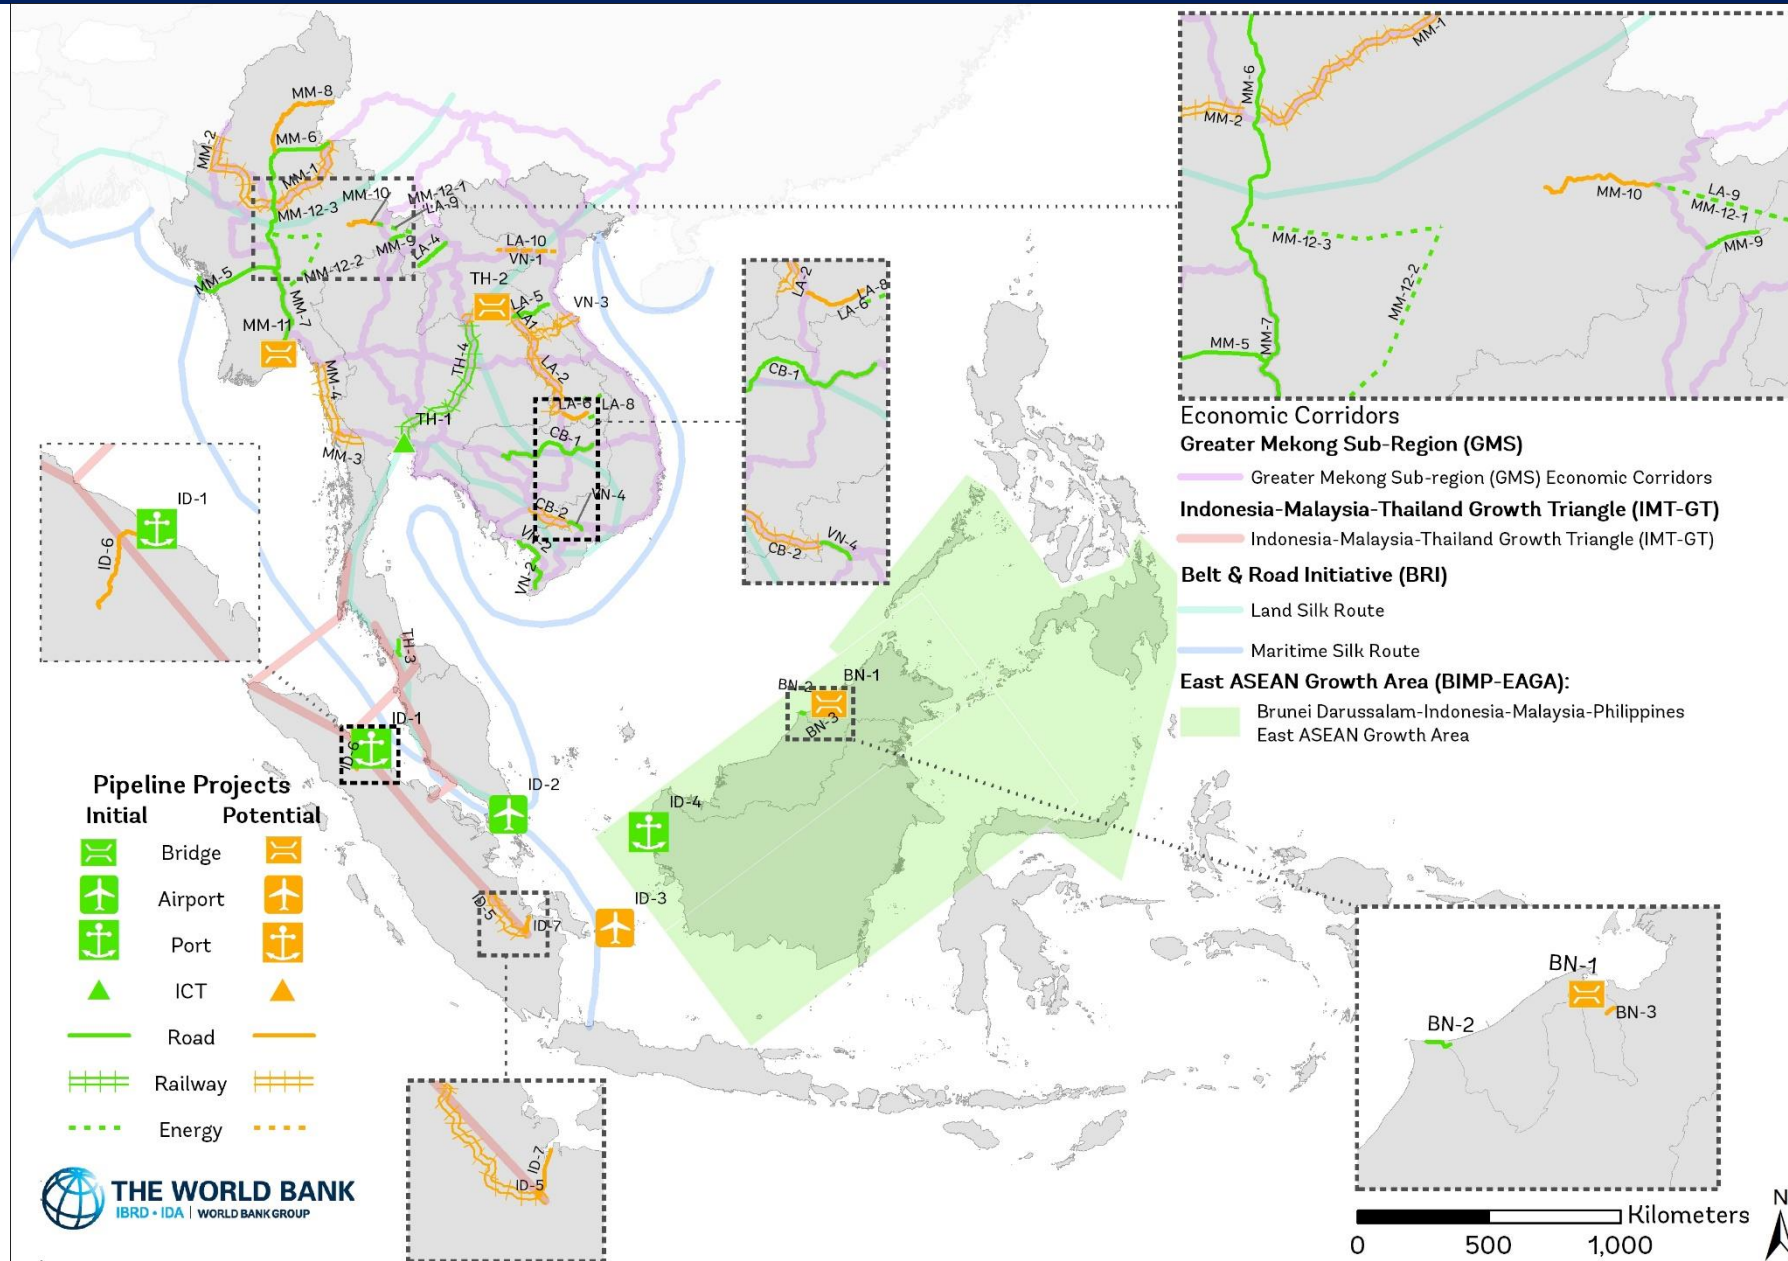 MM-8
MM-2
MM-6
MM-1
MM-10
MM-12-1
LA-9
MM-12-3
MM-9
LA-4
LA-10
VN-1
MM-5
MM-12-2
MM-7
TH-2
LA-5
VN-3
LA1
MM-11
TH-4
LA-2
MM-4
LA-6
LA-8
TH-1
CB-1
MM-3
VN-4
CB-2
VN-2
VN-2
TH-3
ID-1
ID-6
ID-1
ID-6
ID-2
ID-4
ID-3
ID-5
ID-7
BN-2
BN-1
BN-3
LA-2
LA-8
LA-6
CB-1
CB-2
VN-4
MM-1
MM-6
MM-2
MM-10
LA-9
MM-12-1
MM-9
MM-12-3
MM-12-2
MM-7
MM-5
Economic Corridors
Greater Mekong Sub-Region (GMS)
Greater Mekong Sub-region (GMS) Economic Corridors
Indonesia-Malaysia-Thailand Growth Triangle (IMT-GT)
Indonesia-Malaysia-Thailand Growth Triangle (IMT-GT)
Belt & Road Initiative (BRI)
Land Silk Route
Maritime Silk Route
East ASEAN Growth Area (BIMP-EAGA):
Brunei Darussalam-Indonesia-Malaysia-Philippines
East ASEAN Growth Area
Pipeline Projects
Initial Potential
Bridge
Airport
Port
ICT
Road
Railway
Energy
THE WORLD BANK
IBRD • IDA | WORLD BANK GROUP
ID-7
ID-5
BN-1
BN-3
BN-2
Kilometers
0 500 1,000
N